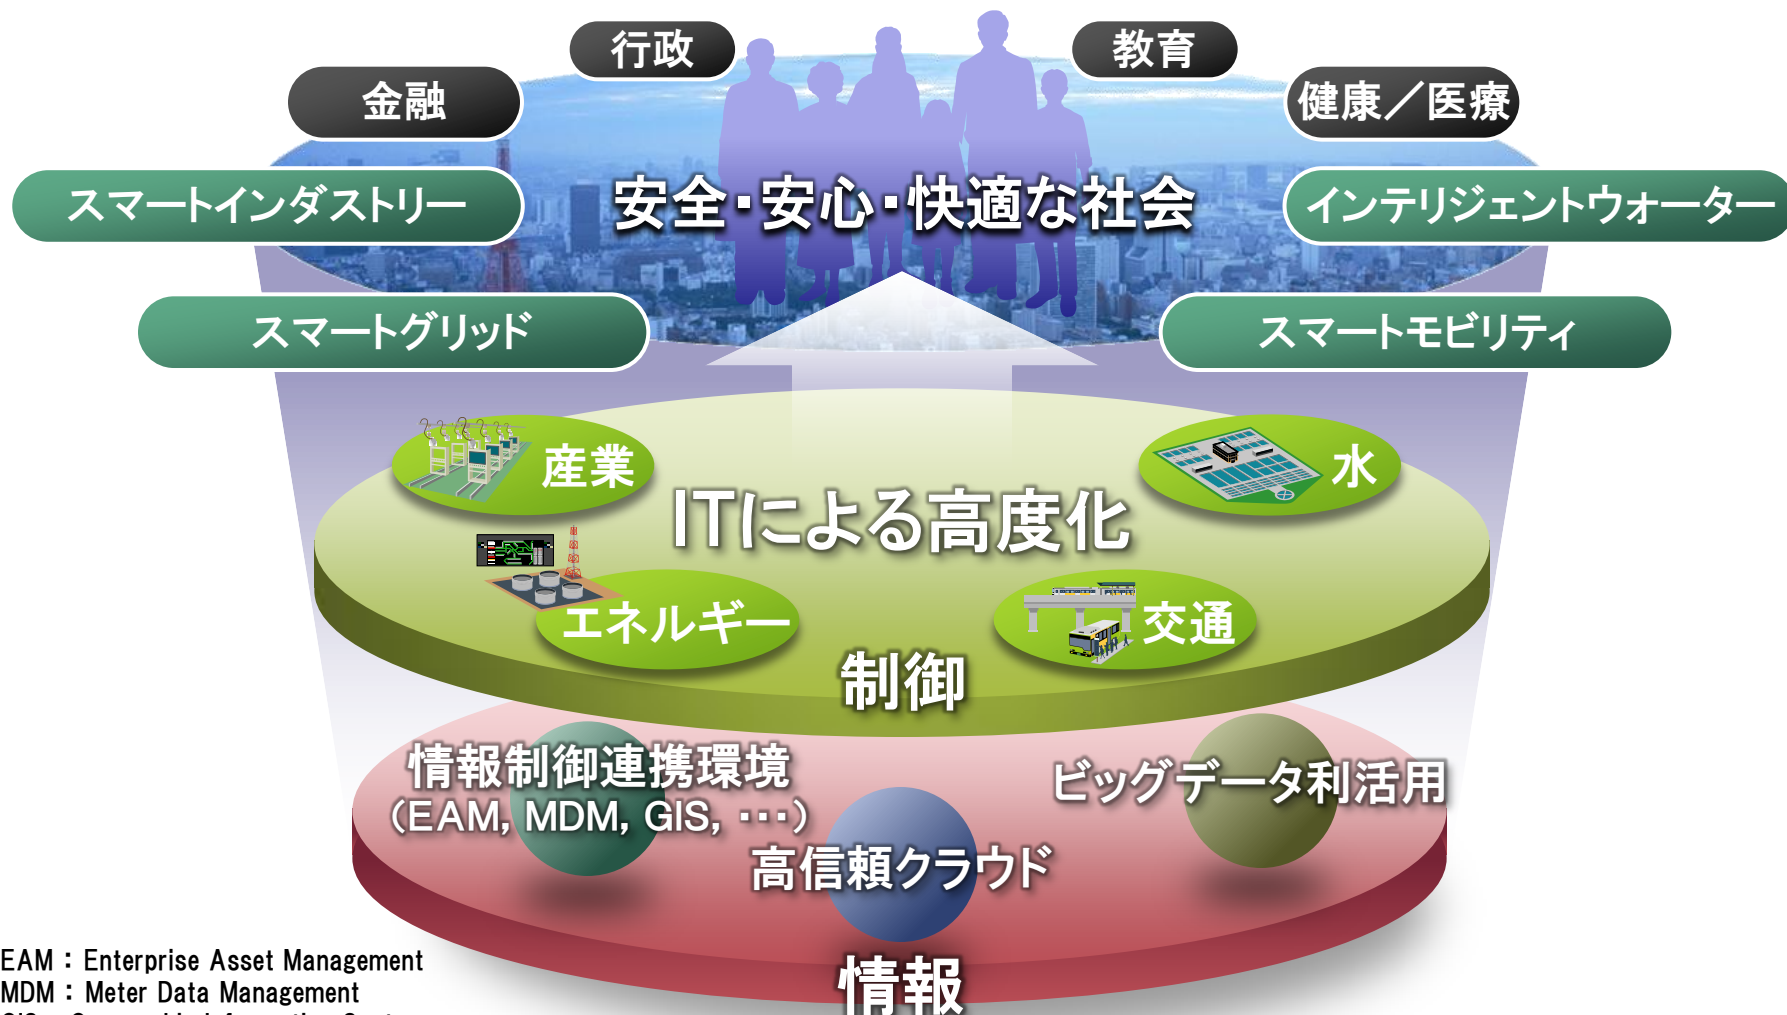 行政
教育
金融
健康／医療
スマートインダストリー
安全・安心・快適な社会
インテリジェントウォーター
スマートグリッド
スマートモビリティ
産業
水
ITによる高度化
エネルギー
交通
制御
情報制御連携環境
（EAM, MDM, GIS, ・・・）
ビッグデータ利活用
高信頼クラウド
情報
EAM : Enterprise Asset Management
MDM : Meter Data Management